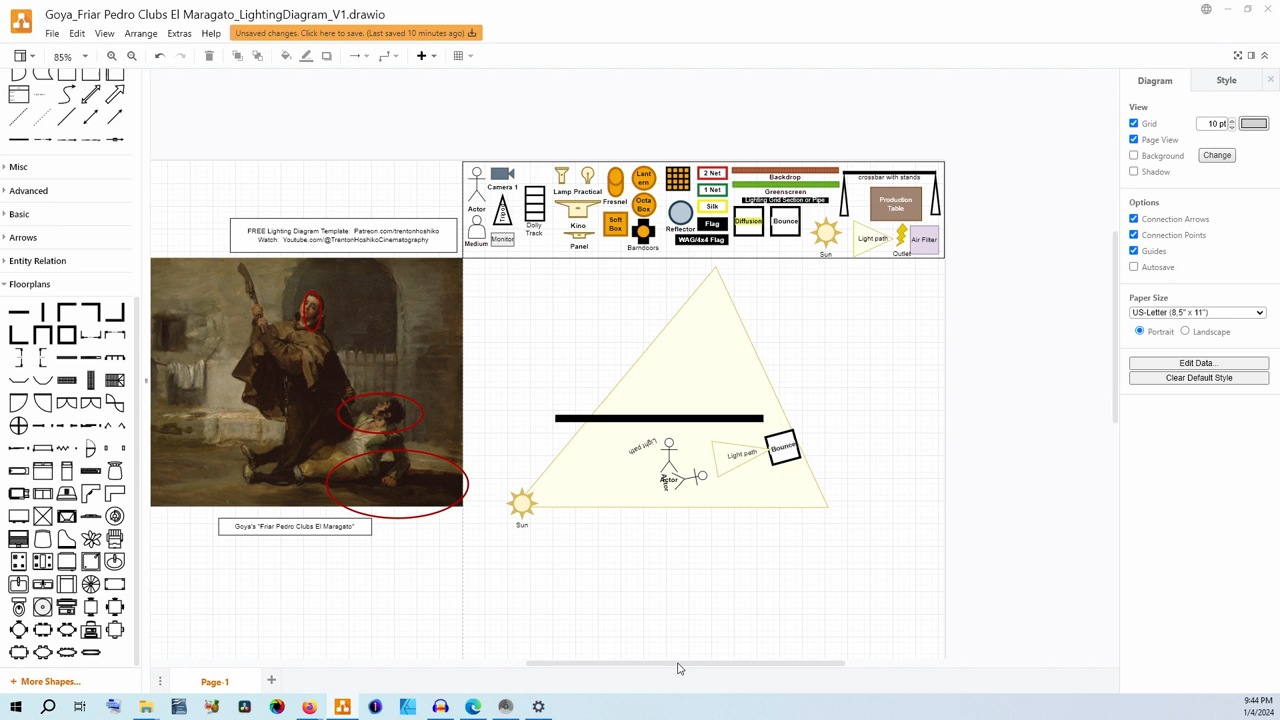 Goya_Friar Pedro Clubs El Maragato_LightingDiagram_V1.drawio
File Edit View Arrange Extras Help Unsaved changes. Click here to save. (Last saved 10 minutes ago)
85%
Misc
Advanced
Basic
Arrows
Entity Relation
Floorplans
+ More Shapes...
FREE Lighting Diagram Template: Patreon.com/trentonhoshiko
Watch: Youtube.com/@TrentonHoshikoCinematography
Camera 1
Actor
Medium
Tripod
Monitor
Dolly
Track
Lamp Practical
Kino
Panel
Fresnel
Soft
Box
Lant
ern
Octa
Box
Barndoors
Reflector
2 Net
1 Net
Silk
Flag
WAG/4x4 Flag
Backdrop
Greenscreen
Lighting Grid Section or Pipe
Diffusion
Bounce
Sun
crossbar with stands
Production
Table
Light path
Outlet
Air Filter
Light path
Actor
Actor
Light path
Bounce
Sun
Goya's "Friar Pedro Clubs El Maragato"
Page-1
Diagram Style
View
Grid 10 pt
Page View
Background Change
Shadow
Options
Connection Arrows
Connection Points
Guides
Autosave
Paper Size
US-Letter (8,5" x 11")
Portrait Landscape
Edit Data...
Clear Default Style
9:44 PM
1/4/2024